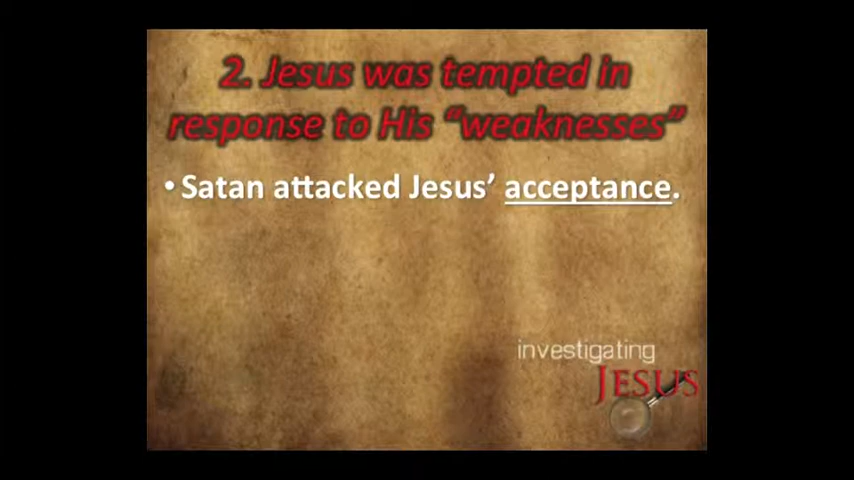 2. Jesus was tempted in
response to His “weaknesses”
• Satan attacked Jesus’ acceptance.
investigating
JESUS